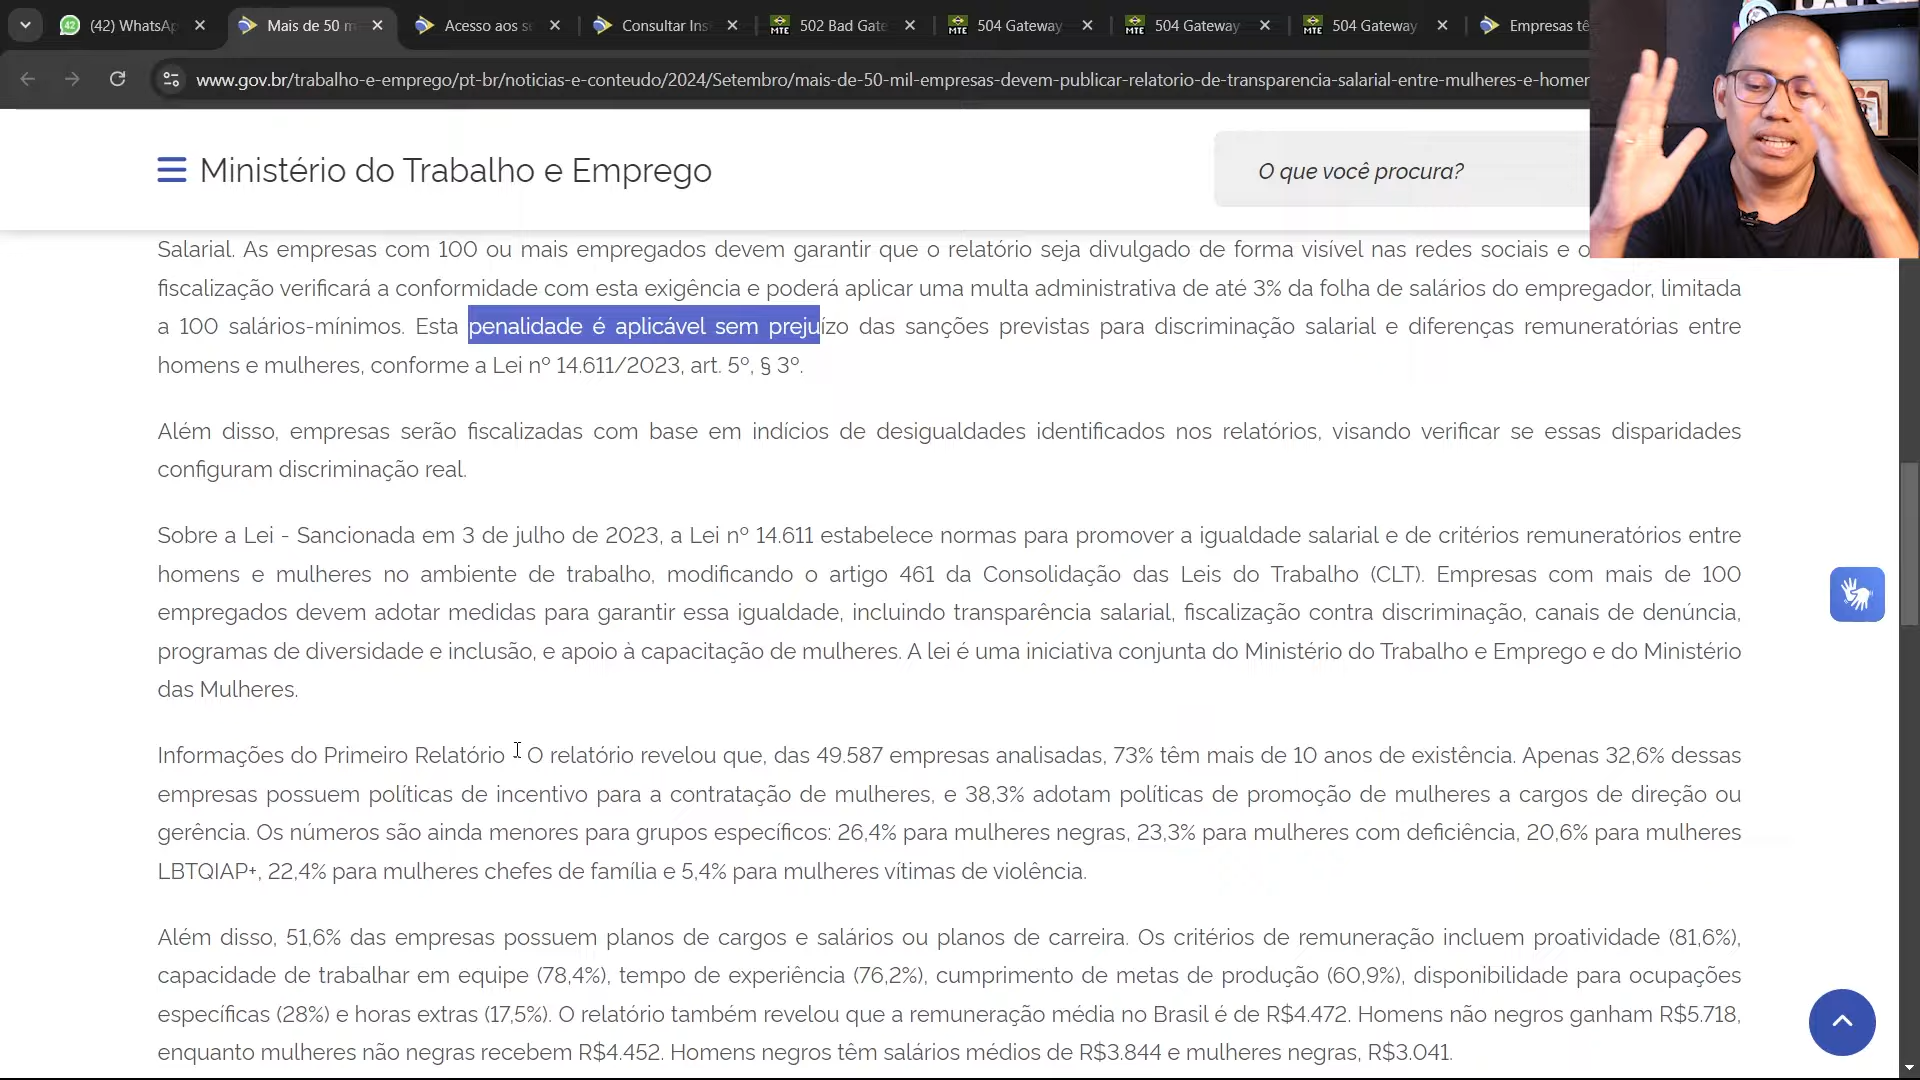 (42) WhatsAp
Mais de 50 m
Acesso aos s
Consultar Ins
502 Bad Gate
504 Gateway
504 Gateway
504 Gateway
Empresas tê
www.gov.br/trabalho-e-emprego/pt-br/noticias-e-conteudo/2024/Setembro/mais-de-50-mil-empresas-devem-publicar-relatorio-de-transparencia-salarial-entre-mulheres-e-homen
Ministério do Trabalho e Emprego
O que você procura?
Salarial. As empresas com 100 ou mais empregados devem garantir que o relatório seja divulgado de forma visível nas redes sociais e o
fiscalização verificará a conformidade com esta exigência e poderá aplicar uma multa administrativa de até 3% da folha de salários do empregador, limitada
a 100 salários-mínimos. Esta penalidade é aplicável sem prejuízo das sanções previstas para discriminação salarial e diferenças remuneratórias entre
homens e mulheres, conforme a Lei nº 14.611/2023, art. 5º, § 3º.
Além disso, empresas serão fiscalizadas com base em indícios de desigualdades identificados nos relatórios, visando verificar se essas disparidades
configuram discriminação real.
Sobre a Lei - Sancionada em 3 de julho de 2023, a Lei nº 14.611 estabelece normas para promover a igualdade salarial e de critérios remuneratórios entre
homens e mulheres no ambiente de trabalho, modificando o artigo 461 da Consolidação das Leis do Trabalho (CLT). Empresas com mais de 100
empregados devem adotar medidas para garantir essa igualdade, incluindo transparência salarial, fiscalização contra discriminação, canais de denúncia,
programas de diversidade e inclusão, e apoio à capacitação de mulheres. A lei é uma iniciativa conjunta do Ministério do Trabalho e Emprego e do Ministério
das Mulheres.
Informações do Primeiro Relatório - O relatório revelou que, das 49.587 empresas analisadas, 73% têm mais de 10 anos de existência. Apenas 32,6% dessas
empresas possuem políticas de incentivo para a contratação de mulheres, e 38,3% adotam políticas de promoção de mulheres a cargos de direção ou
gerência. Os números são ainda menores para grupos específicos: 26,4% para mulheres negras, 23,3% para mulheres com deficiência, 20,6% para mulheres
LBTQIAP+, 22,4% para mulheres chefes de família e 5,4% para mulheres vítimas de violência.
Além disso, 51,6% das empresas possuem planos de cargos e salários ou planos de carreira. Os critérios de remuneração incluem proatividade (81,6%),
capacidade de trabalhar em equipe (78,4%), tempo de experiência (76,2%), cumprimento de metas de produção (60,9%), disponibilidade para ocupações
específicas (28%) e horas extras (17,5%). O relatório também revelou que a remuneração média no Brasil é de R$4.472. Homens não negros ganham R$5.718,
enquanto mulheres não negras recebem R$4.452. Homens negros têm salários médios de R$3.844 e mulheres negras, R$3.041.